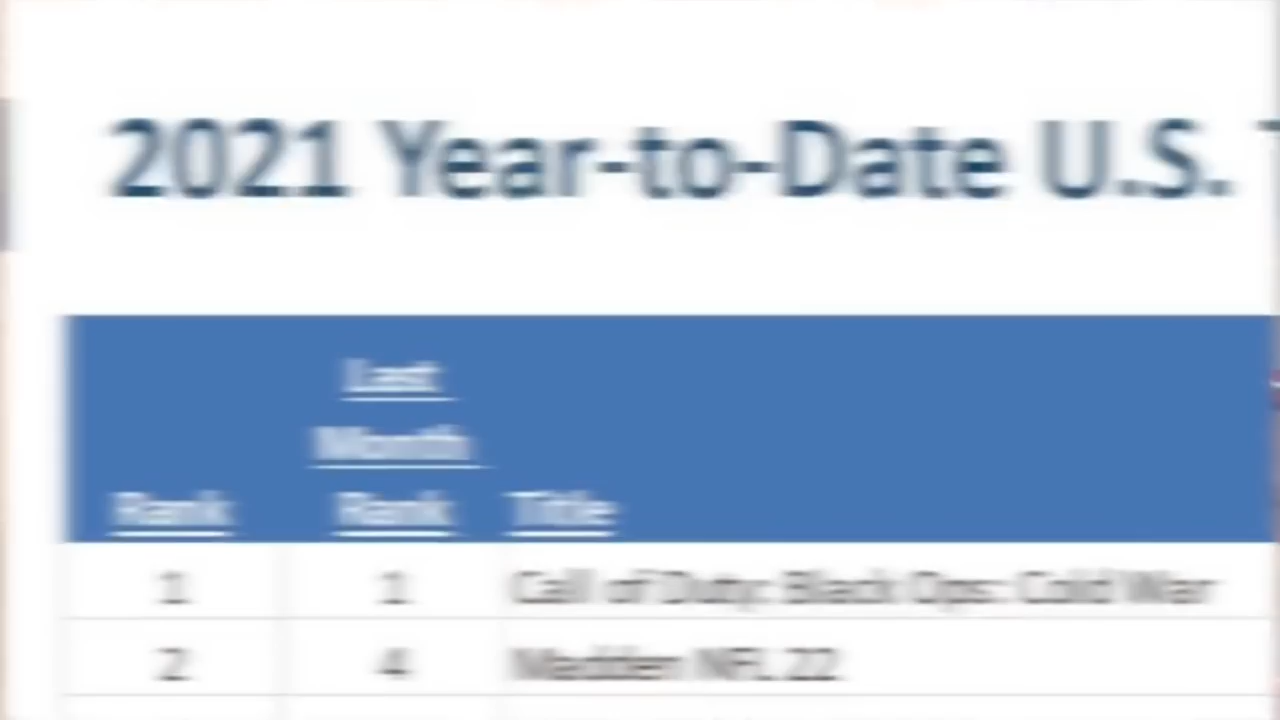 2021 Year-to-Date U.S.
Last
Month
Rank Rank Title
1 1 Call of Duty: Black Ops: Cold War
2 4 Madden NFL 22